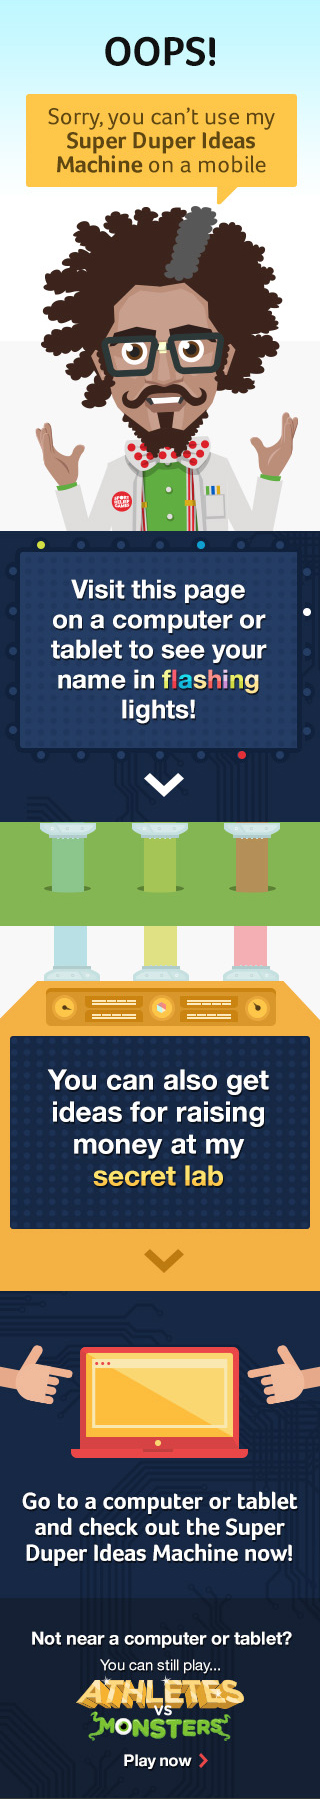 OOPS!
Sorry, you can't use my
Super Duper Ideas
Machine on a mobile
SPORT
RELIEF
GAMES
Visit this page
on a computer or
tablet to see your
name in flashing
lights!
You can also get
ideas for raising
money at my
secret lab
Go to a computer or tablet
and check out the Super
Duper Ideas Machine now!
Not near a computer or tablet?
You can still play...
ATHLETES
VS
MONSTERS
Play now